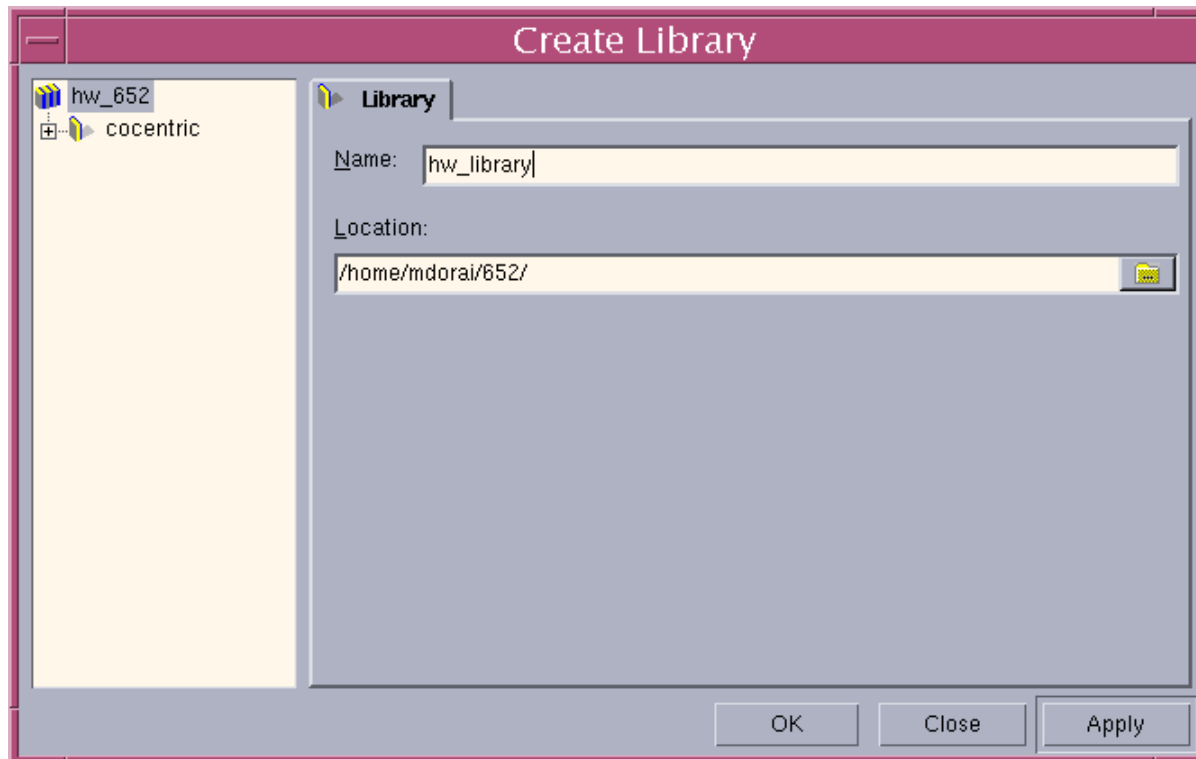 Create Library
hw_652
cocentric
Library
Name:
hw_library
Location:
/home/mdorai/652/
OK
Close
Apply